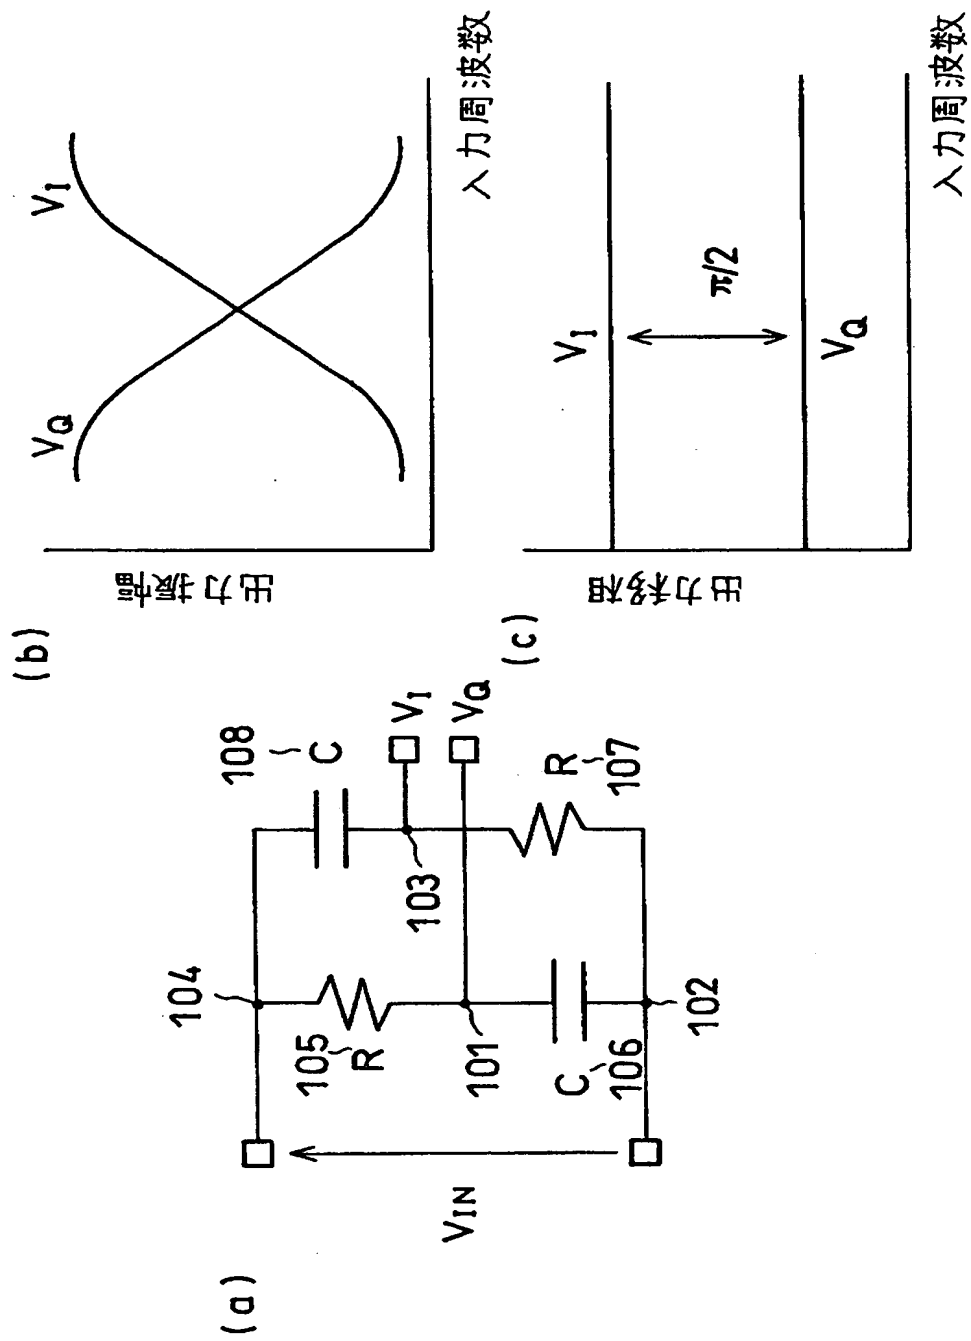 (a)
V_IN
104
105
R
101
C
106
102
108
C
103
V_I
V_Q
R
107
(b)
出力振幅
V_Q
V_I
入力周波数
(c)
出力移相
V_I
π/2
V_Q
入力周波数